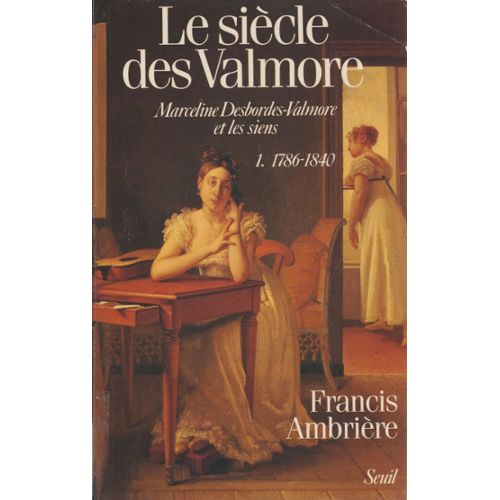 Le siècle
des Valmore
Marceline Desbordes-Valmore
et les siens
1. 1786-1840
Francis
Ambrière
Seuil